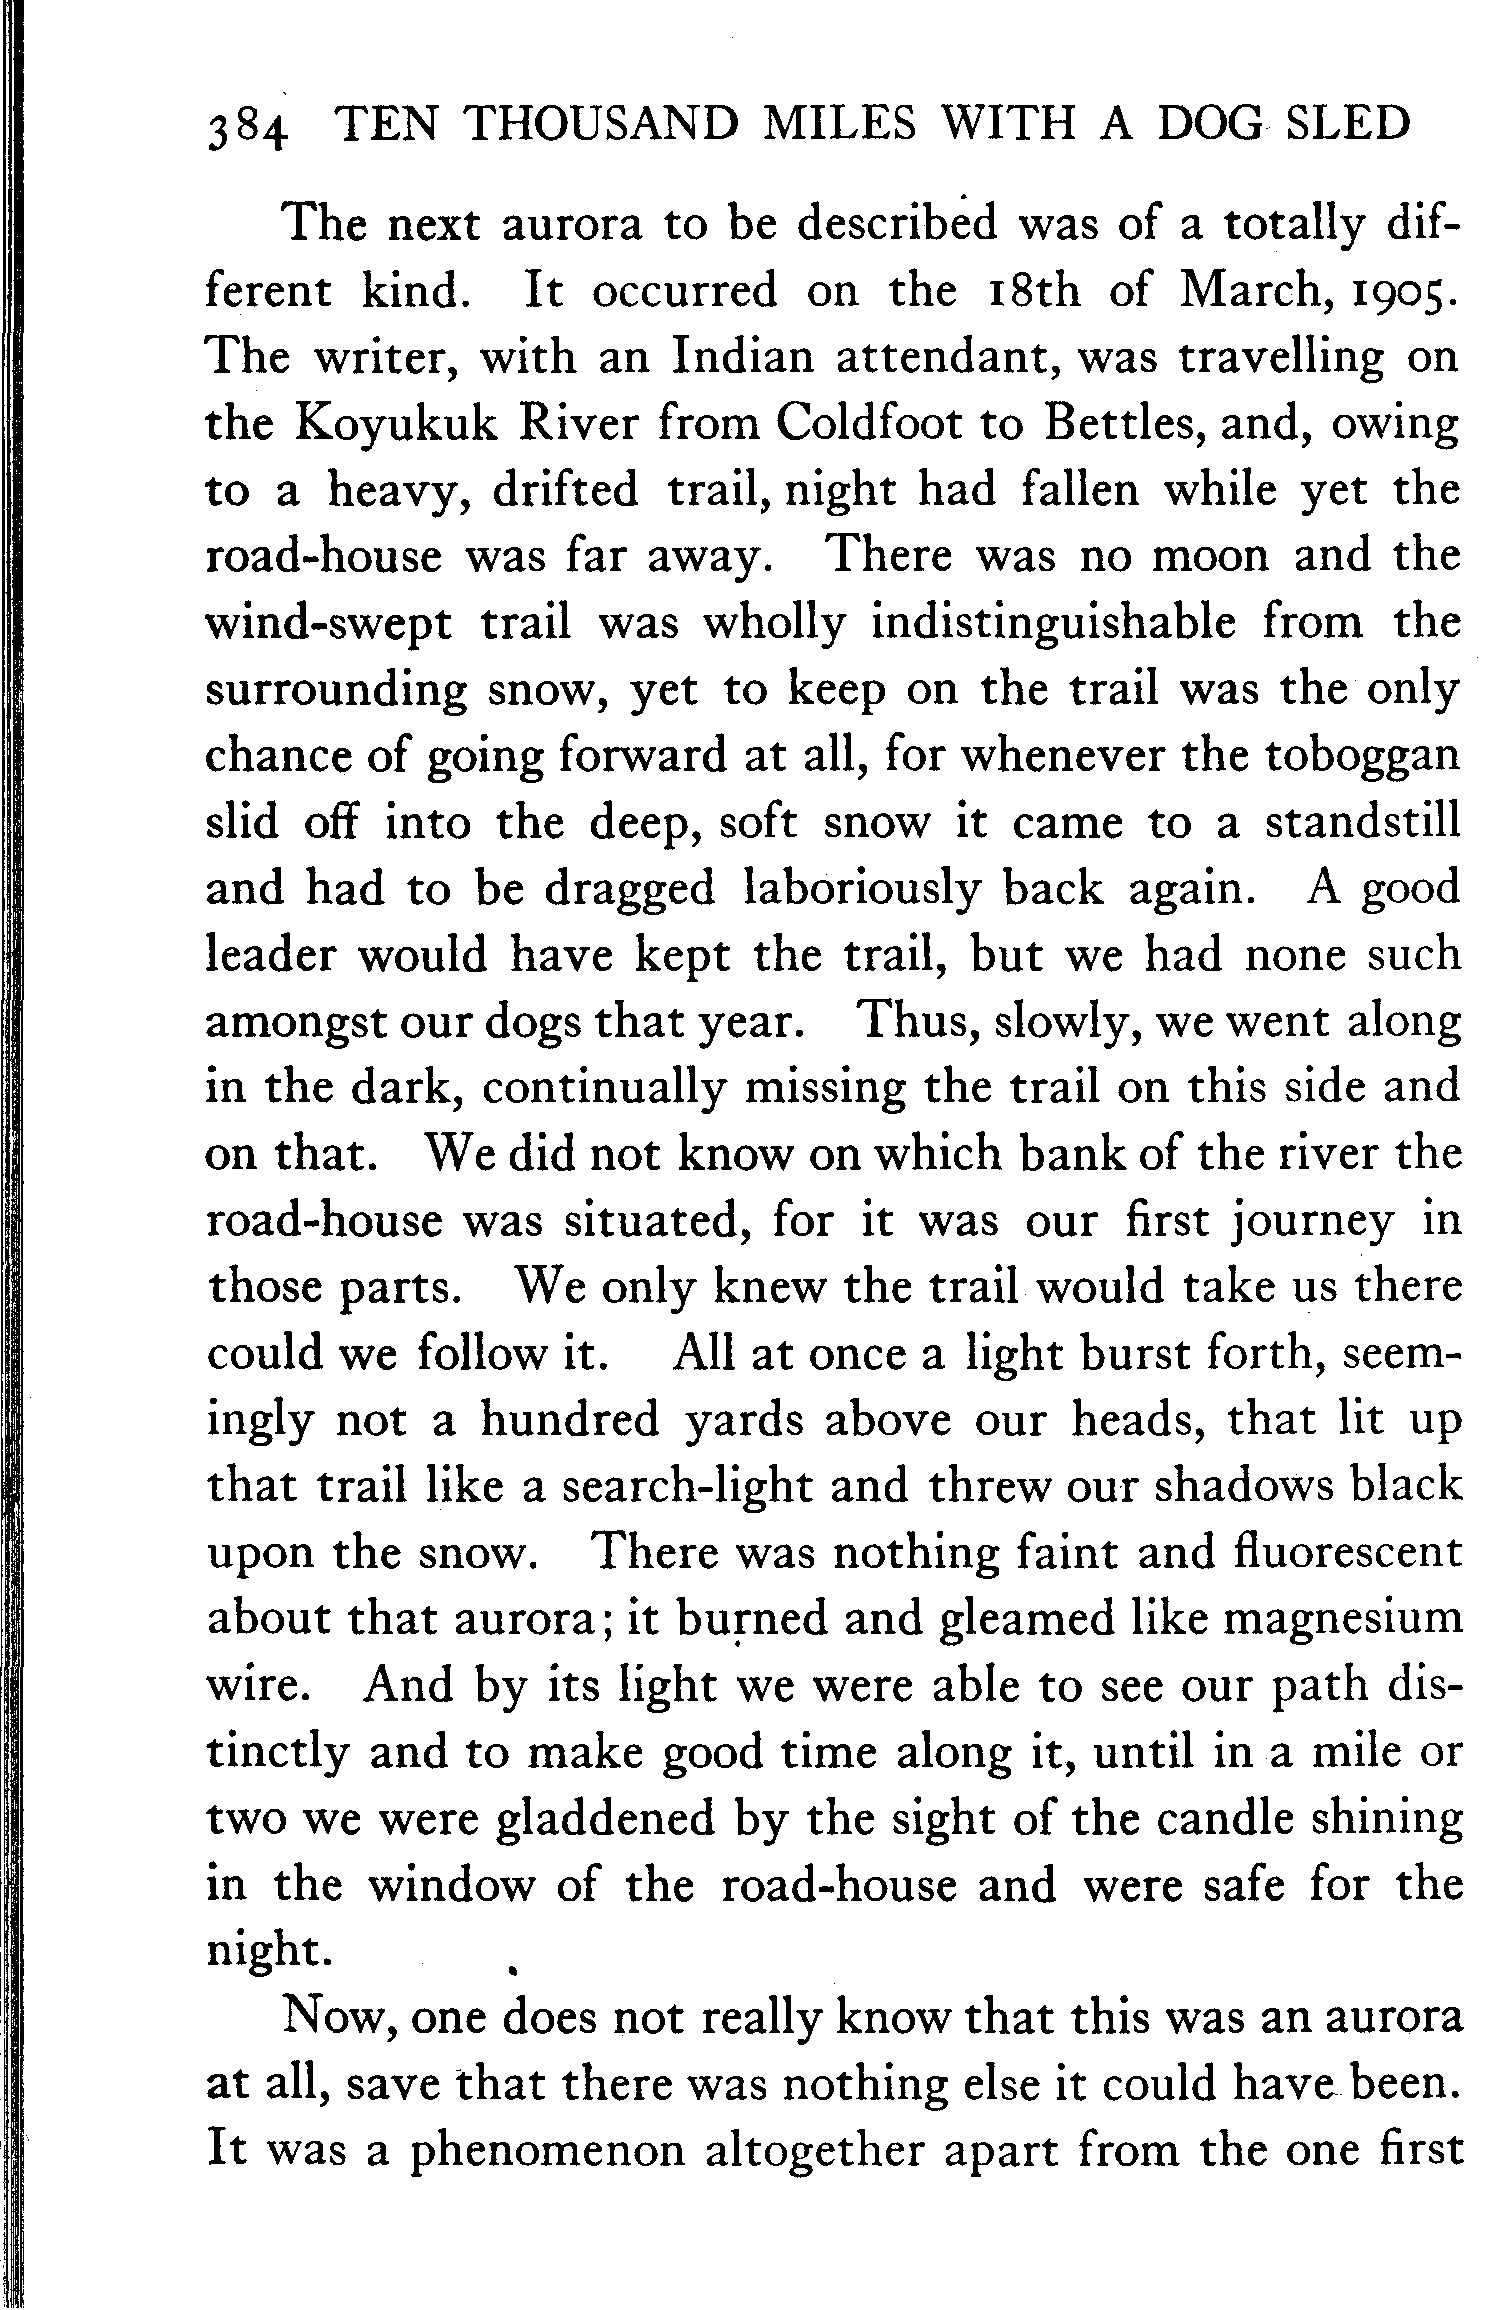 384 TEN THOUSAND MILES WITH A DOG SLED
The next aurora to be described was of a totally dif-
ferent kind. It occurred on the 18th of March, 1905.
The writer, with an Indian attendant, was travelling on
the Koyukuk River from Coldfoot to Bettles, and, owing
to a heavy, drifted trail, night had fallen while yet the
road-house was far away. There was no moon and the
wind-swept trail was wholly indistinguishable from the
surrounding snow, yet to keep on the trail was the only
chance of going forward at all, for whenever the toboggan
slid off into the deep, soft snow it came to a standstill
and had to be dragged laboriously back again. A good
leader would have kept the trail, but we had none such
amongst our dogs that year. Thus, slowly, we went along
in the dark, continually missing the trail on this side and
on that. We did not know on which bank of the river the
road-house was situated, for it was our first journey in
those parts. We only knew the trail would take us there
could we follow it. All at once a light burst forth, seem-
ingly not a hundred yards above our heads, that lit up
that trail like a search-light and threw our shadows black
upon the snow. There was nothing faint and fluorescent
about that aurora; it burned and gleamed like magnesium
wire. And by its light we were able to see our path dis-
tinctly and to make good time along it, until in a mile or
two we were gladdened by the sight of the candle shining
in the window of the road-house and were safe for the
night.
Now, one does not really know that this was an aurora
at all, save that there was nothing else it could have been.
It was a phenomenon altogether apart from the one first